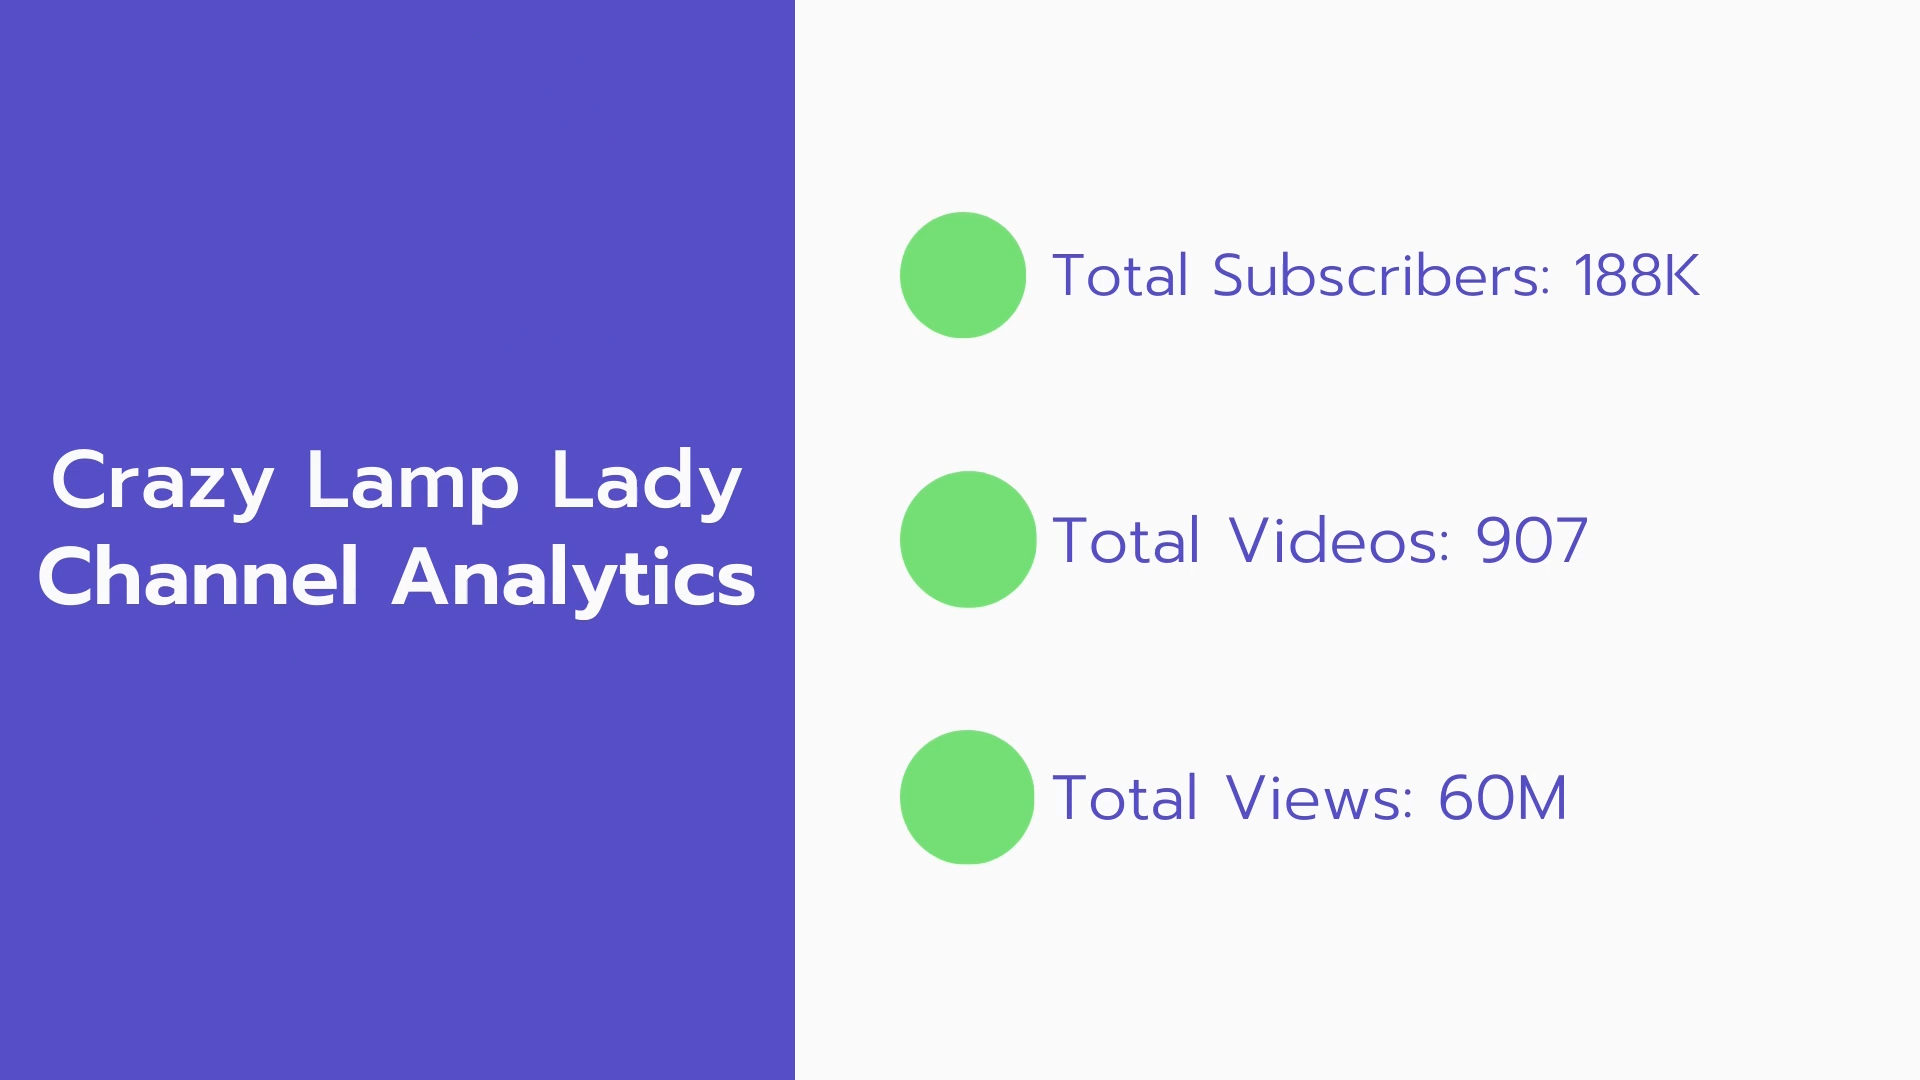 Crazy Lamp Lady
Channel Analytics
Total Subscribers: 188K
Total Videos: 907
Total Views: 60M